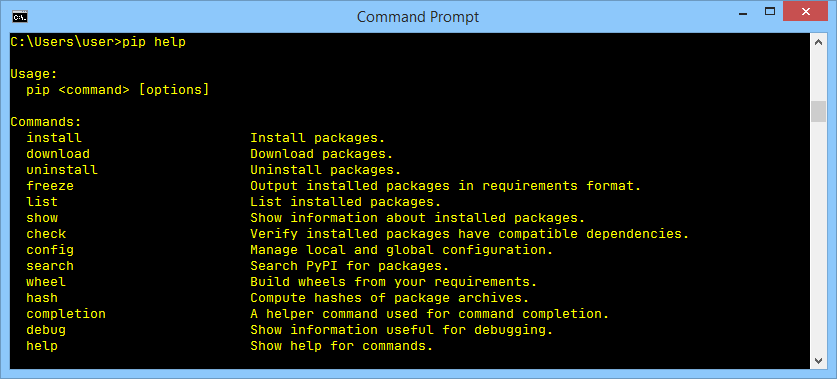 Command Prompt
C:\Users\user>pip help
Usage:
  pip <command> [options]
Commands:
  install                     Install packages.
  download                    Download packages.
  uninstall                   Uninstall packages.
  freeze                      Output installed packages in requirements format.
  list                        List installed packages.
  show                        Show information about installed packages.
  check                       Verify installed packages have compatible dependencies.
  config                      Manage local and global configuration.
  search                      Search PyPI for packages.
  wheel                       Build wheels from your requirements.
  hash                        Compute hashes of package archives.
  completion                  A helper command used for command completion.
  debug                       Show information useful for debugging.
  help                        Show help for commands.